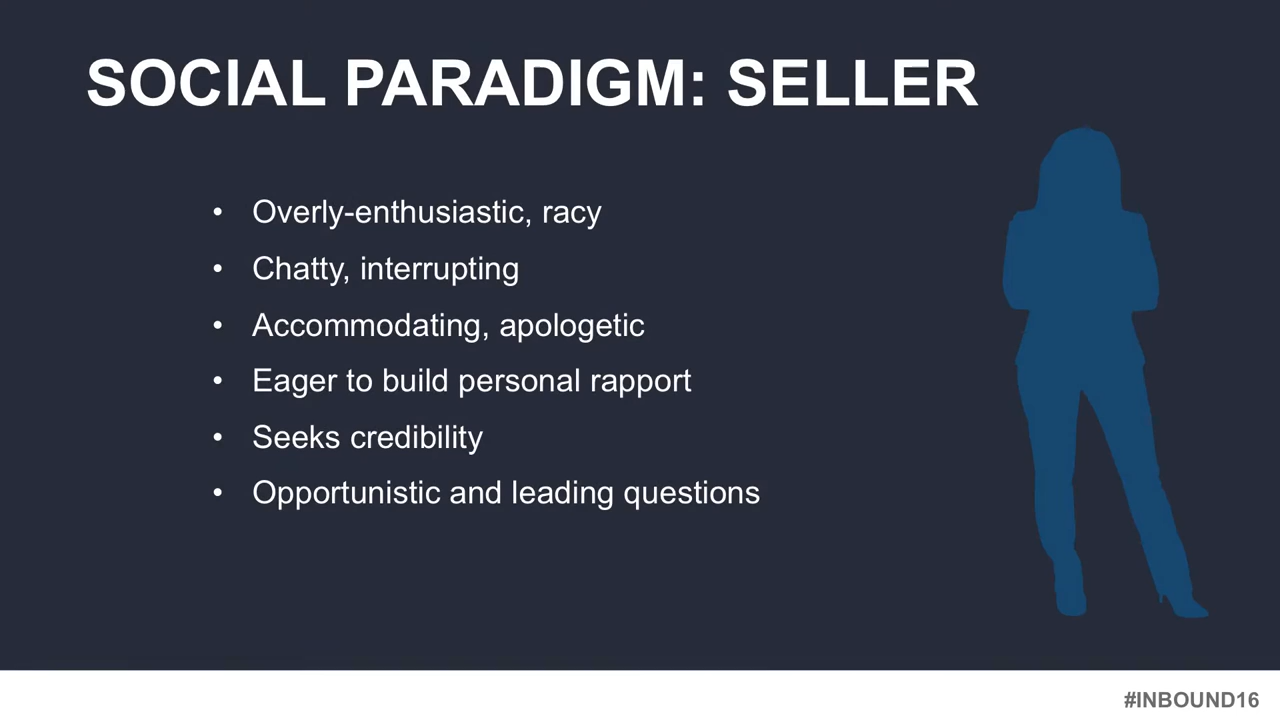 SOCIAL PARADIGM: SELLER
• Overly-enthusiastic, racy
• Chatty, interrupting
• Accommodating, apologetic
• Eager to build personal rapport
• Seeks credibility
• Opportunistic and leading questions
#INBOUND16